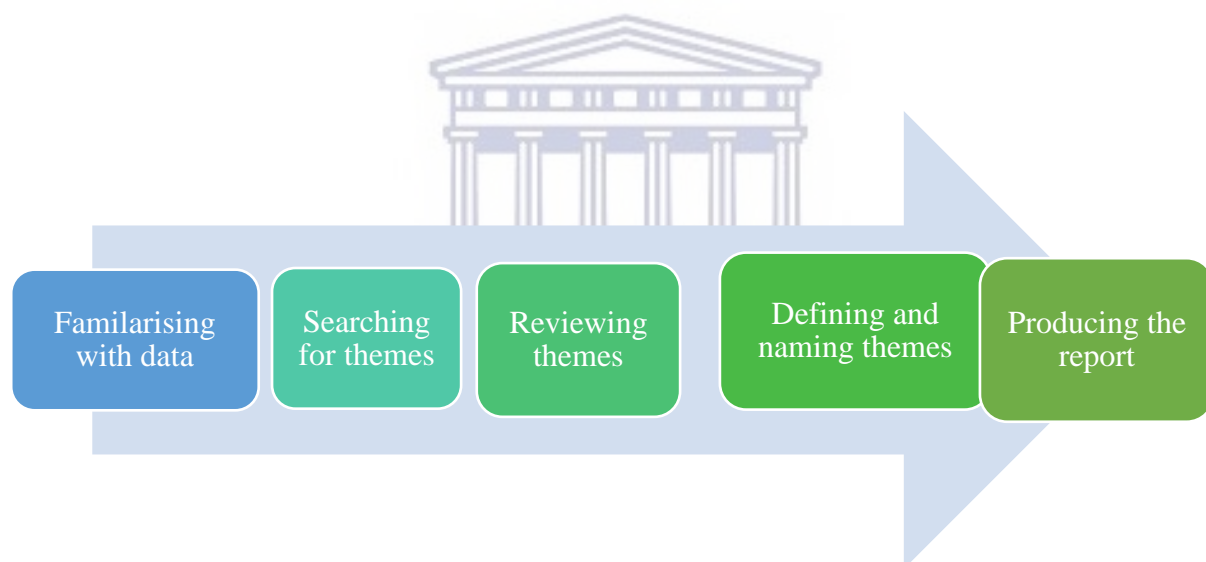 Familarising
with data
Searching
for themes
Reviewing
themes
Defining and
naming themes
Producing the
report